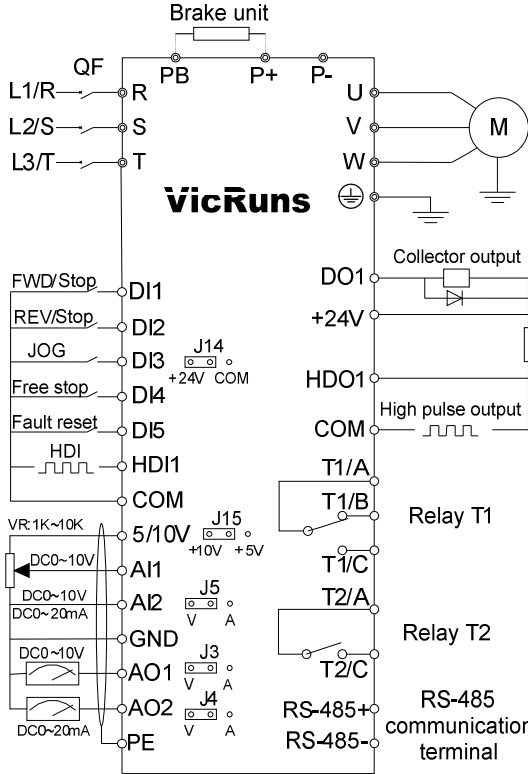 Brake unit
QF
PB P+ P-
L1/R R U
L2/S S V M
L3/T T W
VicRuns
Collector output
FWD/Stop DI1 DO1
REV/Stop DI2 +24V
JOG DI3 J14
+24V COM
Free stop DI4 HDO1
Fault reset DI5 High pulse output
COM
HDI HDI1
T1/A
COM T1/B Relay T1
VR:1K~10K 5/10V J15
+10V +5V
T1/C
DC0~10V AI1
T2/A
DC0~10V AI2 J5
DC0~20mA V A
GND Relay T2
DC0~10V AO1 J3 T2/C
V A
AO2 J4 RS-485+ RS-485
DC0~20mA V A communication
PE RS-485- terminal